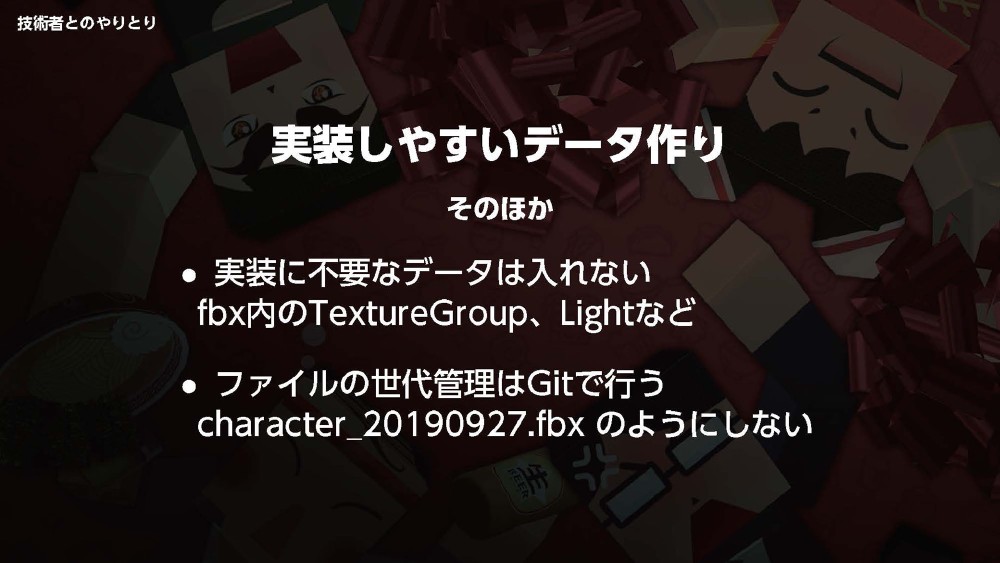 技術者とのやりとり
実装しやすいデータ作り
そのほか
● 実装に不要なデータは入れない
fbx内のTextureGroup、Lightなど
● ファイルの世代管理はGitで行う
character_20190927.fbx のようにしない
生
BEER